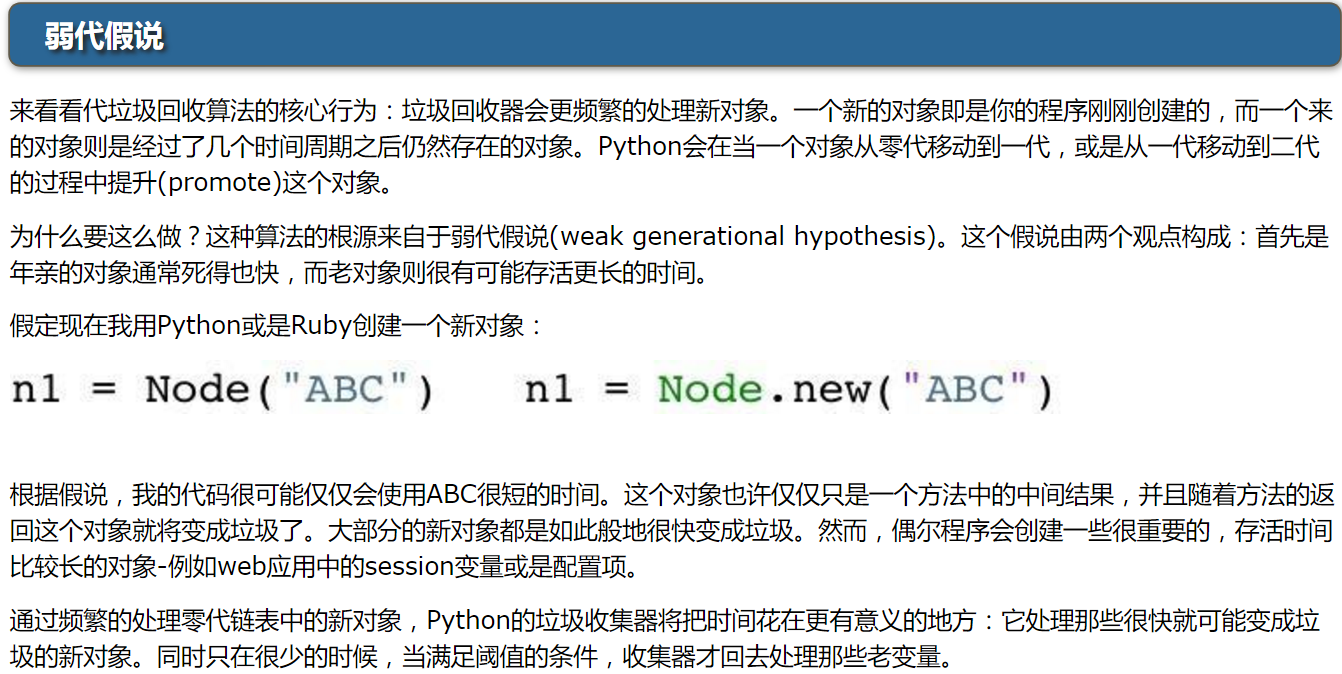 弱代假说
来看看代垃圾回收算法的核心行为：垃圾回收器会更频繁的处理新对象。一个新的对象即是你的程序刚刚创建的，而一个来
的对象则是经过了几个时间周期之后仍然存在的对象。Python会在当一个对象从零代移动到一代，或是从一代移动到二代
的过程中提升(promote)这个对象。
为什么要这么做？这种算法的根源来自于弱代假说(weak generational hypothesis)。这个假说由两个观点构成：首先是
年亲的对象通常死得也快，而老对象则很有可能存活更长的时间。
假定现在我用Python或是Ruby创建一个新对象：
n1 = Node("ABC") n1 = Node.new("ABC")
根据假说，我的代码很可能仅仅会使用ABC很短的时间。这个对象也许仅仅只是一个方法中的中间结果，并且随着方法的返
回这个对象就将变成垃圾了。大部分的新对象都是如此般地很快变成垃圾。然而，偶尔程序会创建一些很重要的，存活时间
比较长的对象-例如web应用中的session变量或是配置项。
通过频繁的处理零代链表中的新对象，Python的垃圾收集器将把时间花在更有意义的地方：它处理那些很快就可能变成垃
圾的新对象。同时只在很少的时候，当满足阈值的条件，收集器才回去处理那些老变量。